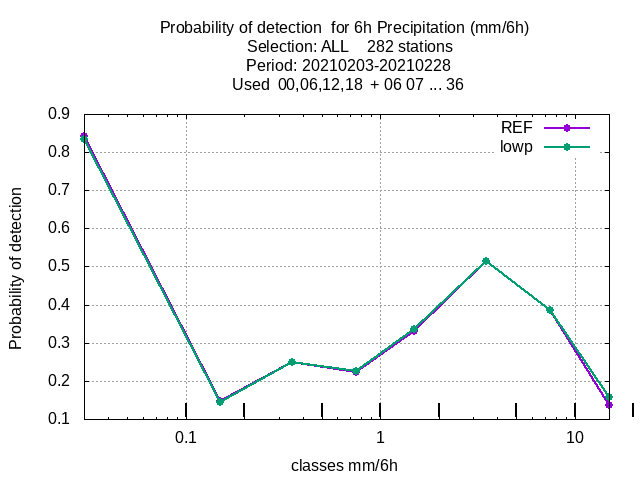 Probability of detection  for 6h Precipitation (mm/6h)
Selection: ALL    282 stations
Period: 20210203-20210228
Used  00,06,12,18  + 06 07 ... 36
REF
lowp
0.9
0.8
0.7
0.6
0.5
0.4
0.3
0.2
0.1
Probability of detection
0.1 1 10
classes mm/6h